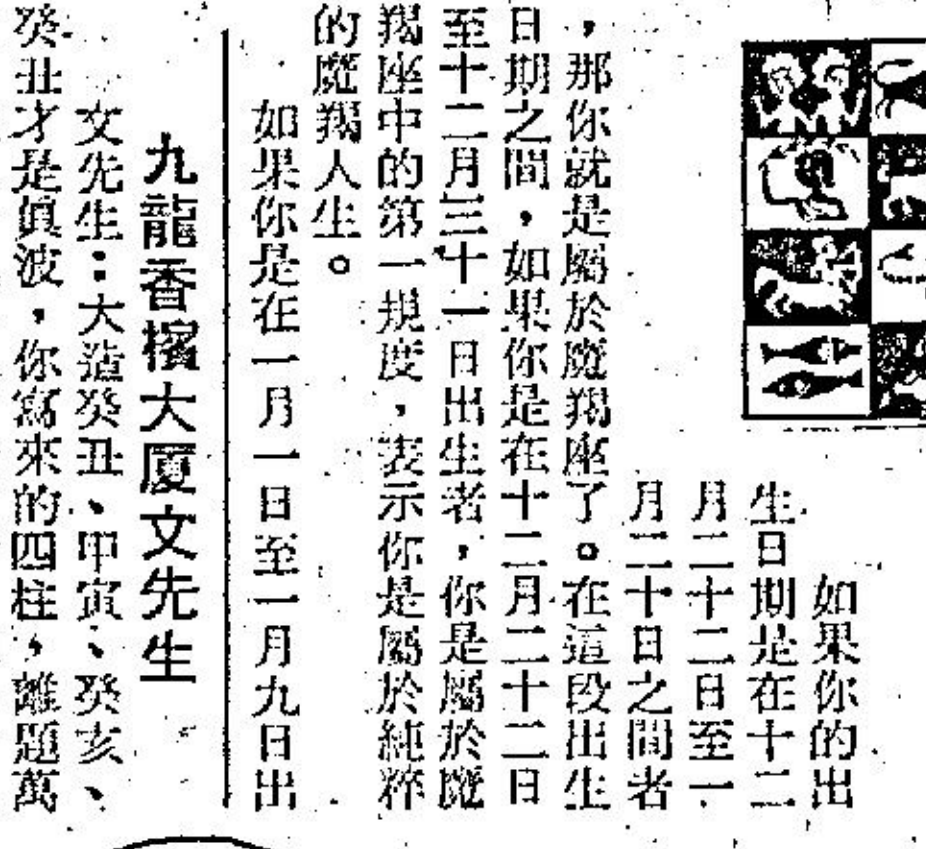 如果你的出
生日期是在十二
月二十二日至一
月二十日之間者
,那你就是屬於魔羯座了。在這段出生
日期之間,如果你是在十二月二十二日
至十二月三十一日出生者,你是屬於魔
羯座中的第一規度,表示你是屬於純粹
的魔羯人生。
如果你是在一月一日至一月九日出
九龍香檳大厦文先生
文先生:大造癸丑、甲寅、癸亥、
癸丑才是眞波,你寫來的四柱,離題萬